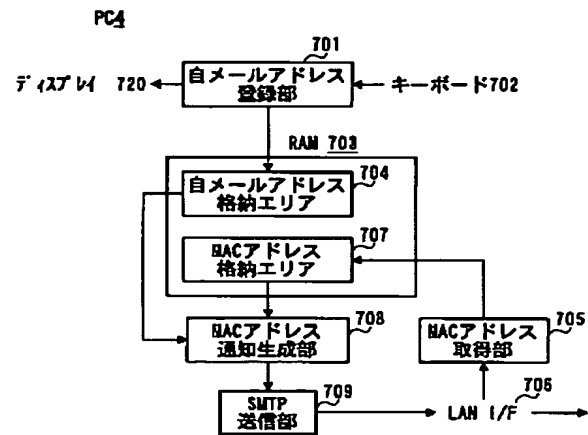 PC4
701
ディスプレイ 720
自メールアドレス
登録部
キーボード702
RAM 703
704
自メールアドレス
格納エリア
707
MACアドレス
格納エリア
708
MACアドレス
通知生成部
705
MACアドレス
取得部
709
SMTP
送信部
706
LAN I/F